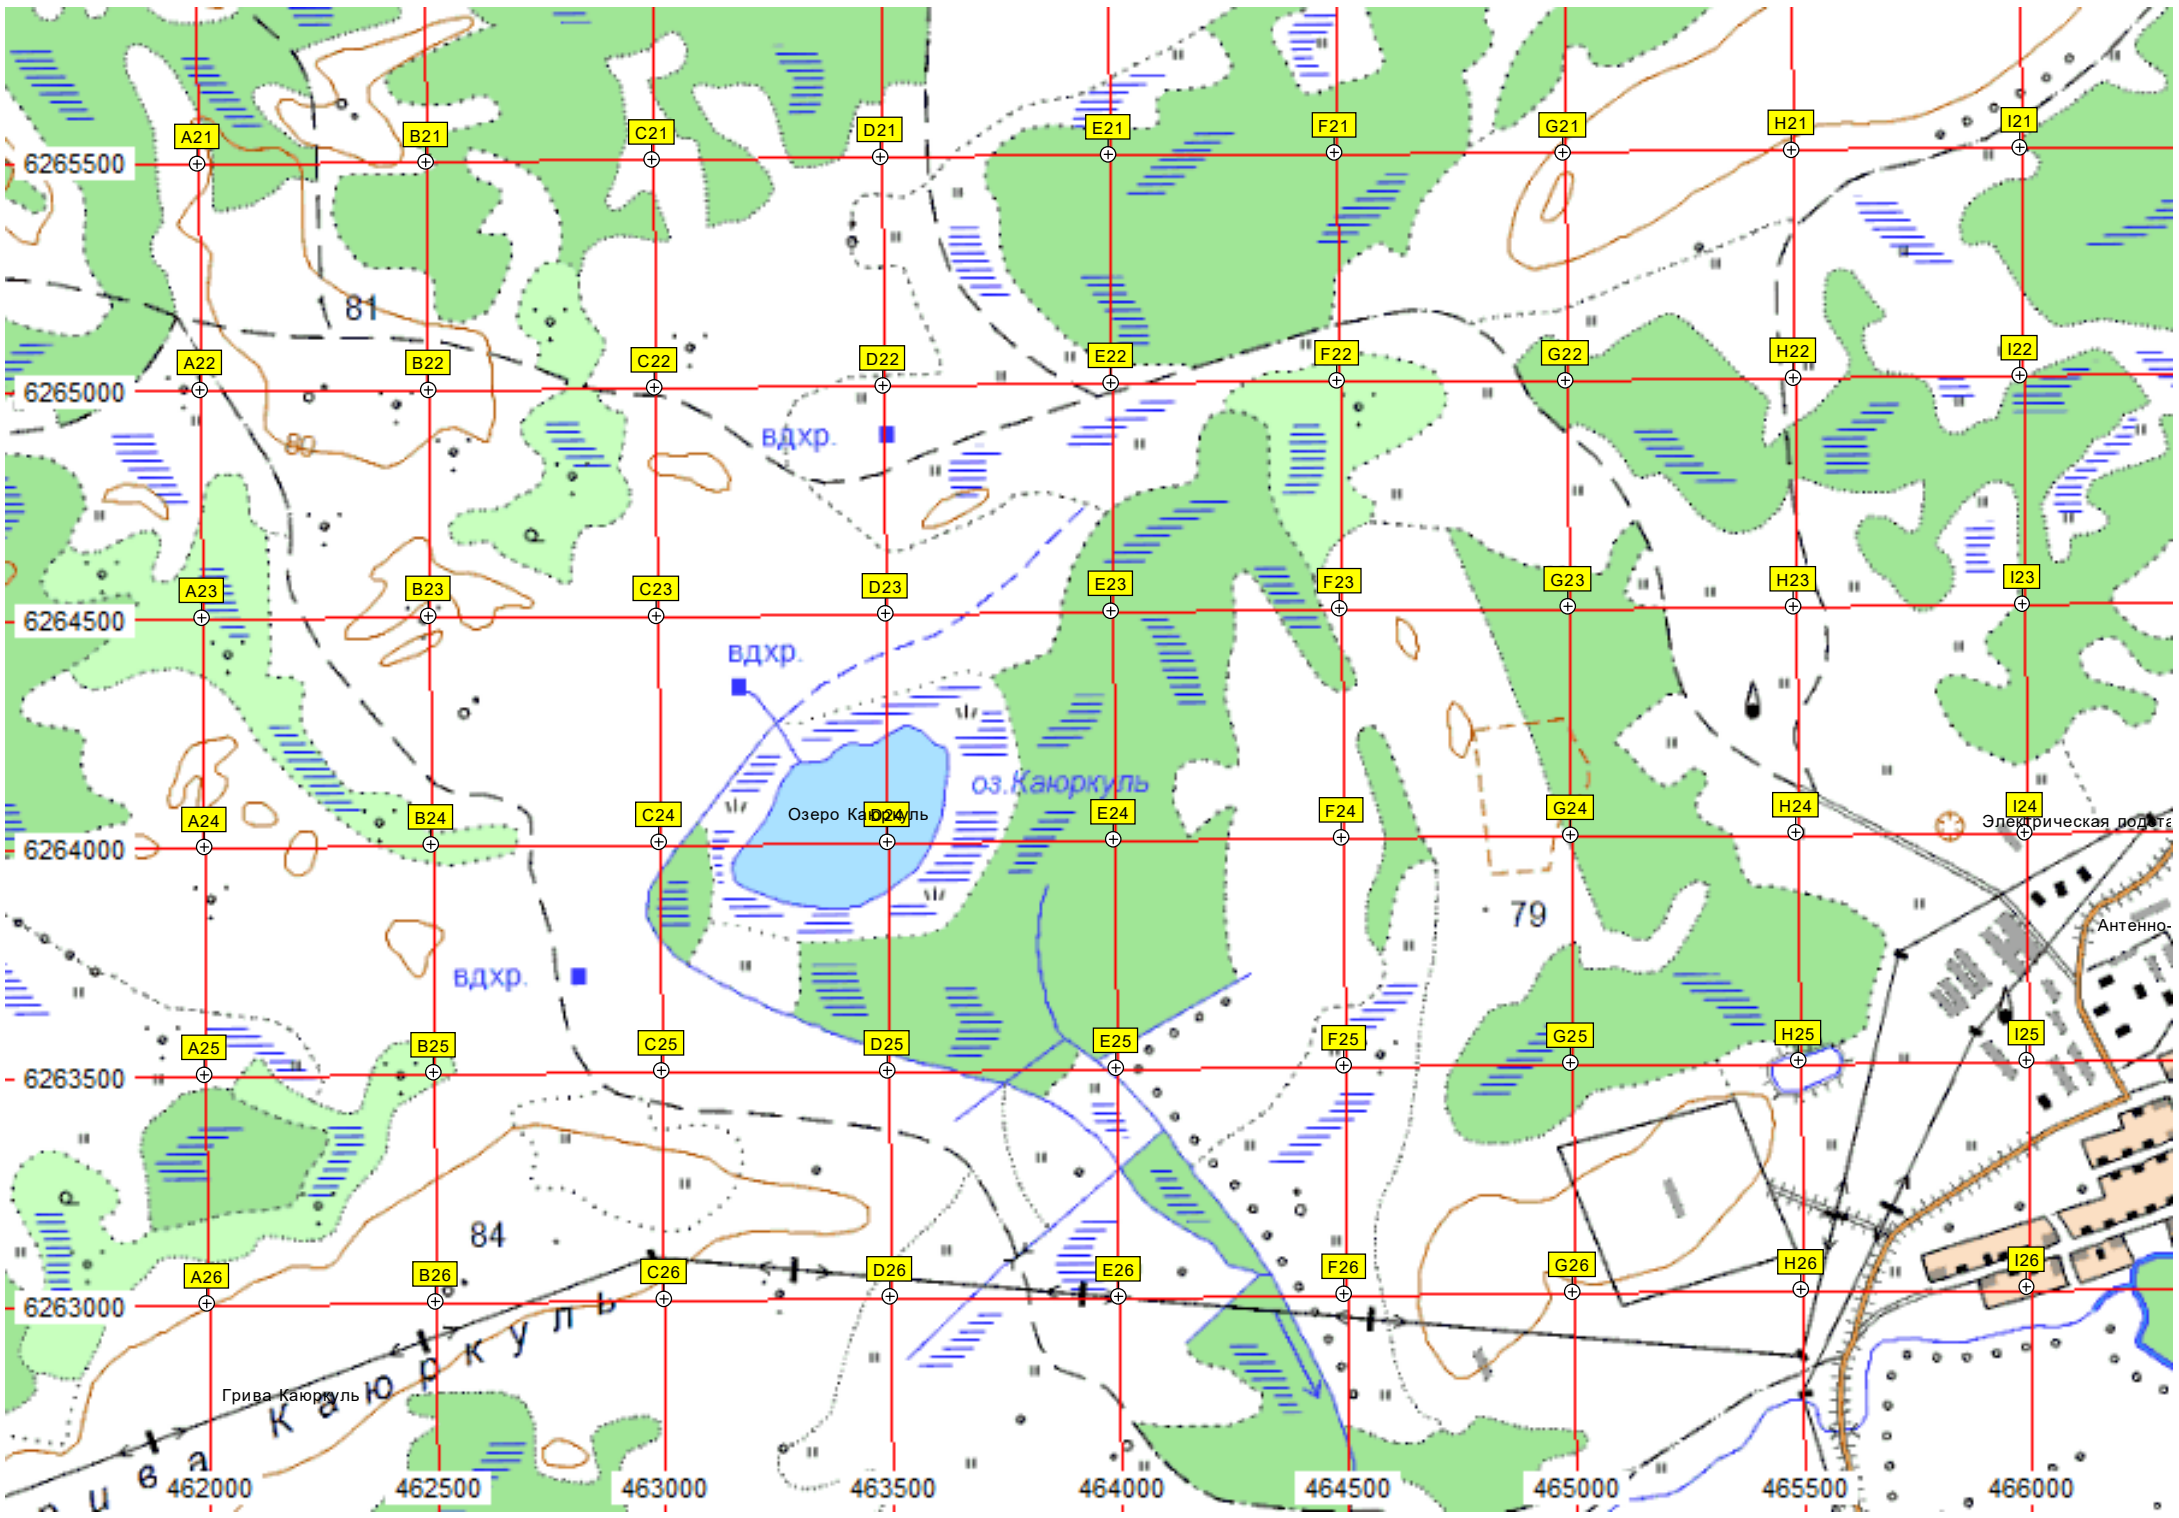 A21 B21 C21 D21 E21 F21 G21 H21 I21
6265500
81
A22 B22 C22 D22 E22 F22 G22 H22 I22
6265000
80
вдхр.
р
A23 B23 C23 D23 E23 F23 G23 H23 I23
6264500
вдхр.
оз.Каюркуль
Озеро Каюркуль
A24 B24 C24 D24 E24 F24 G24 H24 I24
Электрическая подста
6264000
79
Антенно-
вдхр.
A25 B25 C25 D25 E25 F25 G25 H25 I25
6263500
р
84
A26 B26 C26 D26 E26 F26 G26 H26 I26
6263000
Грива Каюркуль
рива Каюркуль
462000 462500 463000 463500 464000 464500 465000 465500 466000